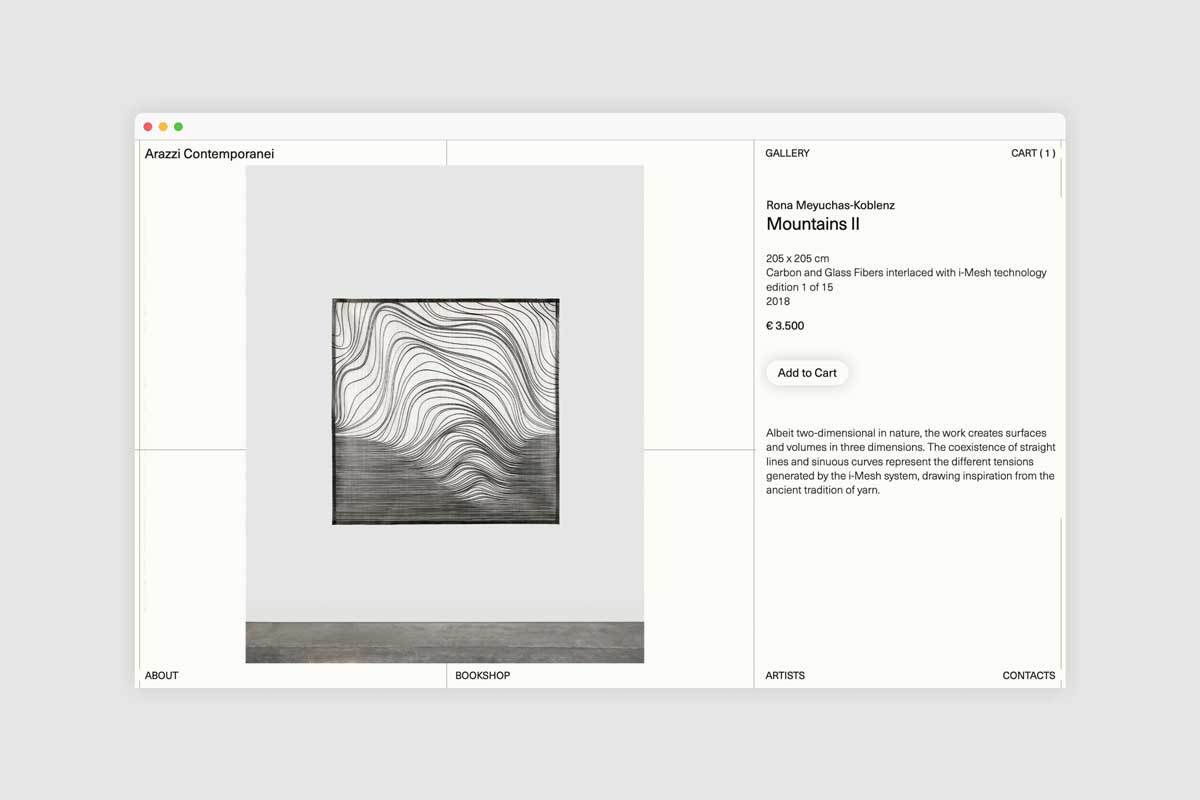 Arazzi Contemporanei
GALLERY
CART ( 1 )
Rona Meyuchas-Koblenz
Mountains II
205 x 205 cm
Carbon and Glass Fibers interlaced with i-Mesh technology
edition 1 of 15
2018
€ 3.500
Add to Cart
Albeit two-dimensional in nature, the work creates surfaces
and volumes in three dimensions. The coexistence of straight
lines and sinuous curves represent the different tensions
generated by the i-Mesh system, drawing inspiration from the
ancient tradition of yarn.
ABOUT
BOOKSHOP
ARTISTS
CONTACTS